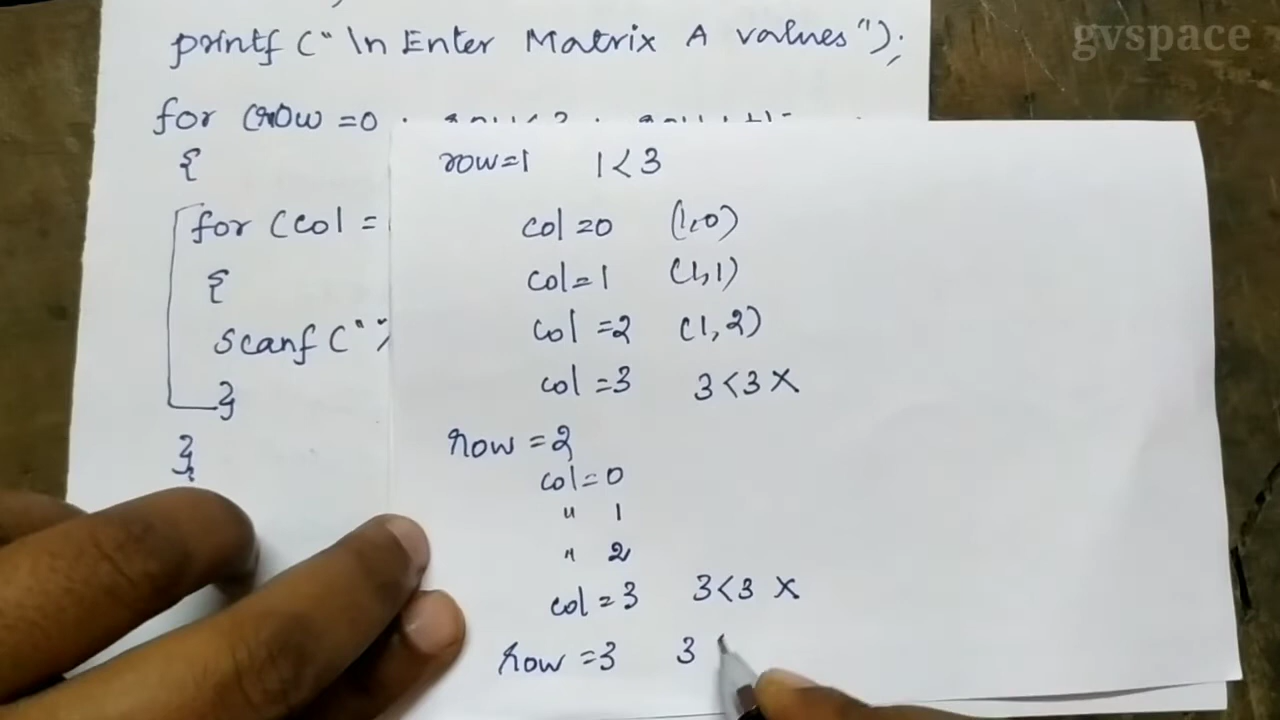 gvspace
printf (" \n Enter Matrix A values");
for (row =0
{
for (col =
{
scanf ("
}
}
row=1 1<3
col =0 (1,0)
col=1 (1,1)
col =2 (1,2)
col =3 3<3 X
row =2
col=0
" 1
" 2
col =3 3<3 X
row =3 3